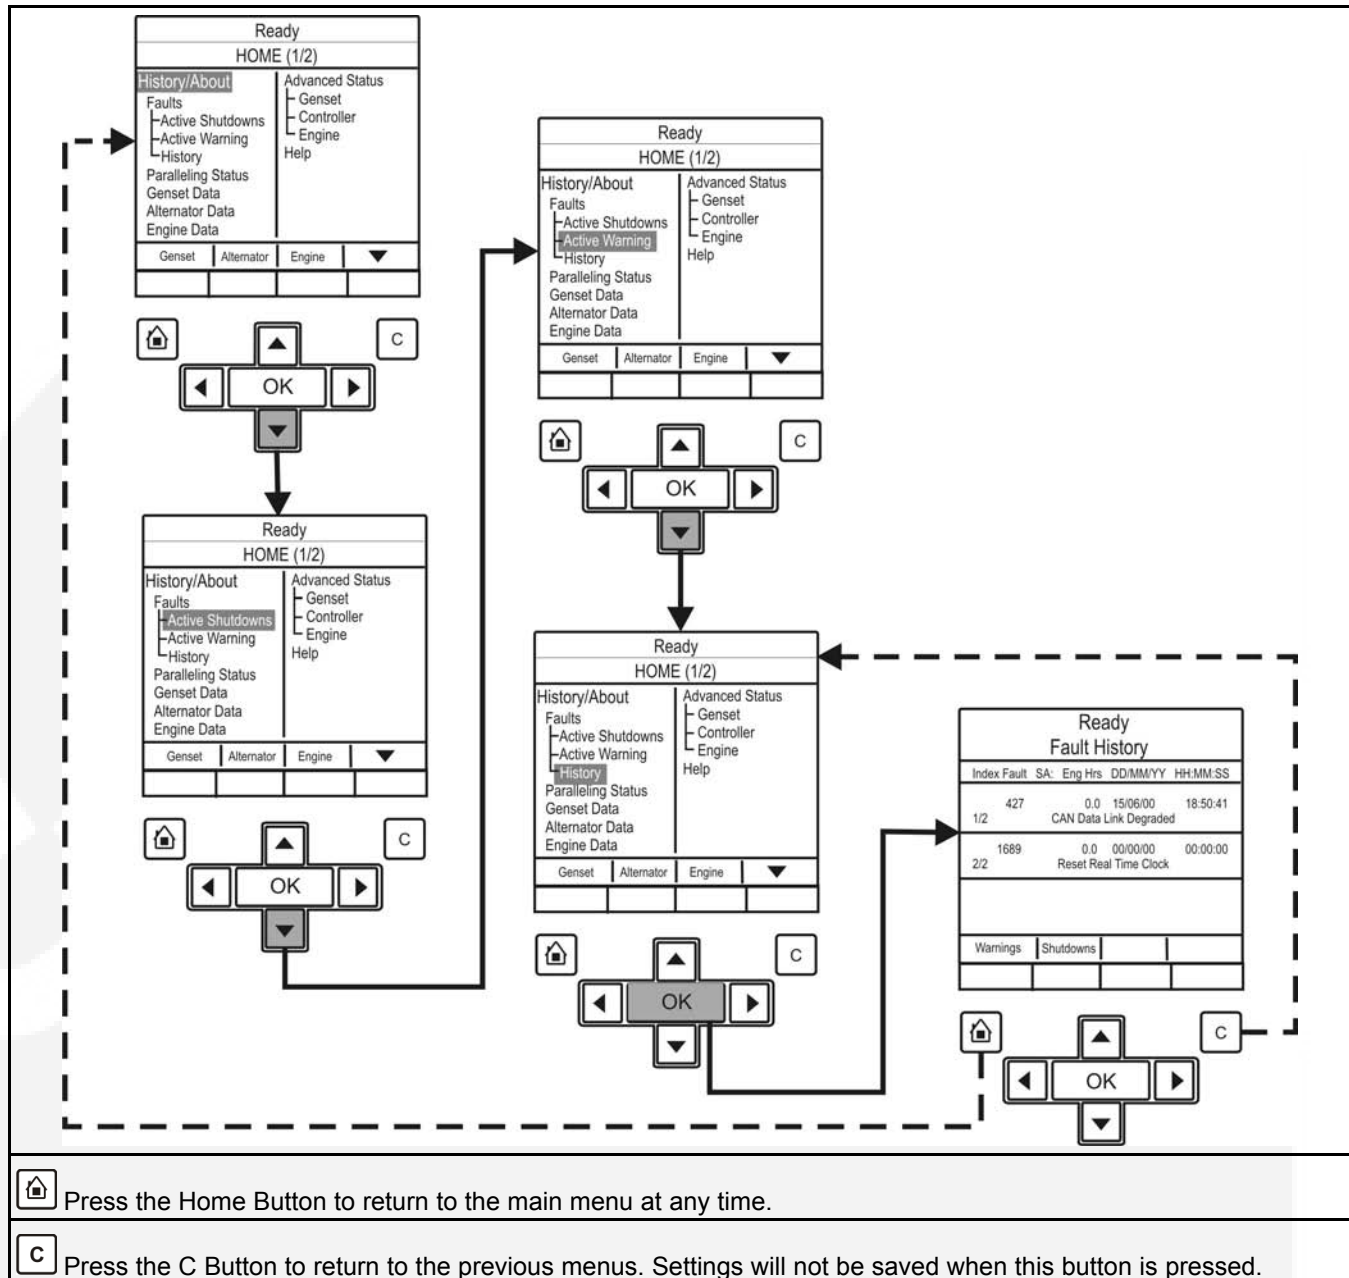 Ready
HOME (1/2)
History/About
Faults
Active Shutdowns
Active Warning
History
Paralleling Status
Genset Data
Alternator Data
Engine Data
Advanced Status
Genset
Controller
Engine
Help
Genset Alternator Engine
C
OK
Ready
HOME (1/2)
History/About
Faults
Active Shutdowns
Active Warning
History
Paralleling Status
Genset Data
Alternator Data
Engine Data
Advanced Status
Genset
Controller
Engine
Help
Genset Alternator Engine
C
OK
Ready
HOME (1/2)
History/About
Faults
Active Shutdowns
Active Warning
History
Paralleling Status
Genset Data
Alternator Data
Engine Data
Advanced Status
Genset
Controller
Engine
Help
Genset Alternator Engine
C
OK
Ready
HOME (1/2)
History/About
Faults
Active Shutdowns
Active Warning
History
Paralleling Status
Genset Data
Alternator Data
Engine Data
Advanced Status
Genset
Controller
Engine
Help
Genset Alternator Engine
C
OK
Ready
Fault History
Index Fault SA: Eng Hrs DD/MM/YY HH:MM:SS
427 0.0 15/06/00 18:50:41
1/2 CAN Data Link Degraded
1689 0.0 00/00/00 00:00:00
2/2 Reset Real Time Clock
Warnings Shutdowns
C
OK
Press the Home Button to return to the main menu at any time.
C Press the C Button to return to the previous menus. Settings will not be saved when this button is pressed.